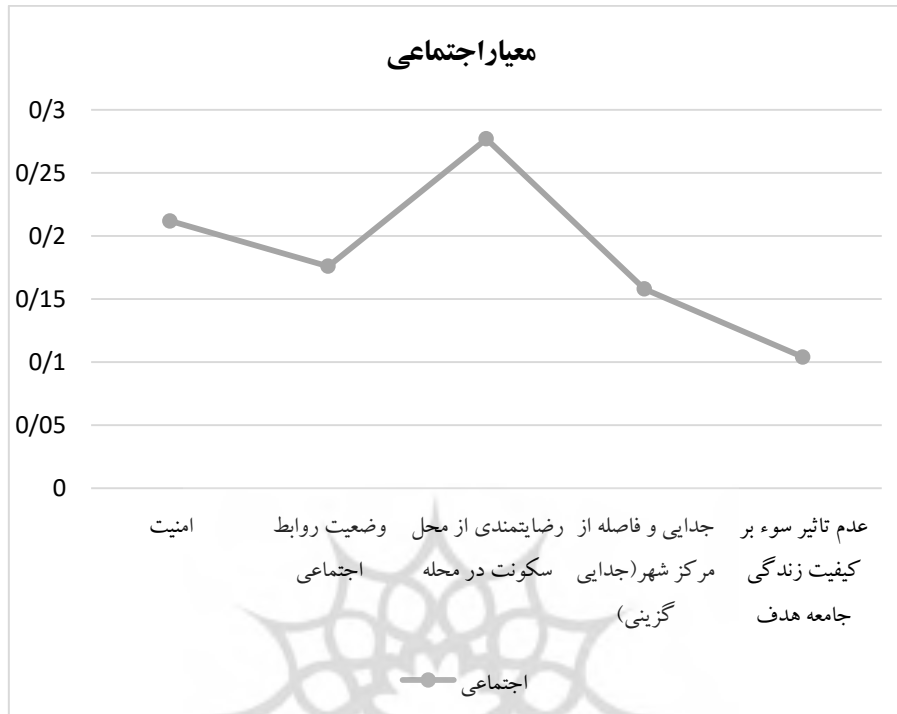 معیاراجتماعی
0/3
0/25
0/2
0/15
0/1
0/05
0
امنیت
وضعیت روابط
اجتماعی
رضایتمندی از محل
سکونت در محله
جدایی و فاصله از
مرکز شهر(جدایی
گزینی)
عدم تاثیر سوء بر
کیفیت زندگی
جامعه هدف
اجتماعی